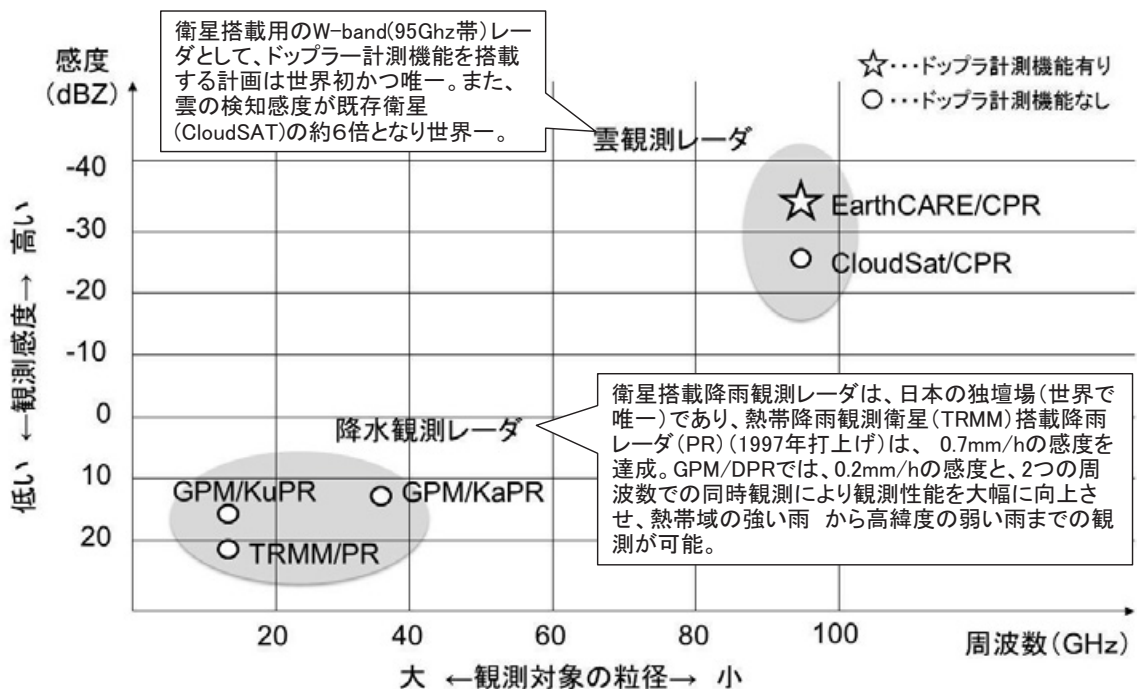 衛星搭載用のW-band(95Ghz帯)レー
ダとして、ドップラー計測機能を搭載
する計画は世界初かつ唯一。また、
雲の検知感度が既存衛星
(CloudSAT)の約6倍となり世界一。
感度
(dBZ)
☆・・・ドップラ計測機能有り
○・・・ドップラ計測機能なし
雲観測レーダ
-40
-30
-20
-10
0
10
20
低い ←観測感度→ 高い
EarthCARE/CPR
CloudSat/CPR
降水観測レーダ
衛星搭載降雨観測レーダは、日本の独壇場(世界で
唯一)であり、熱帯降雨観測衛星(TRMM)搭載降雨
レーダ(PR)(1997年打上げ)は、 0.7mm/hの感度を
達成。GPM/DPRでは、0.2mm/hの感度と、2つの周
波数での同時観測により観測性能を大幅に向上さ
せ、熱帯域の強い雨 から高緯度の弱い雨までの観
測が可能。
GPM/KuPR
GPM/KaPR
TRMM/PR
20
40
60
80
100
周波数(GHz)
大 ←観測対象の粒径→ 小